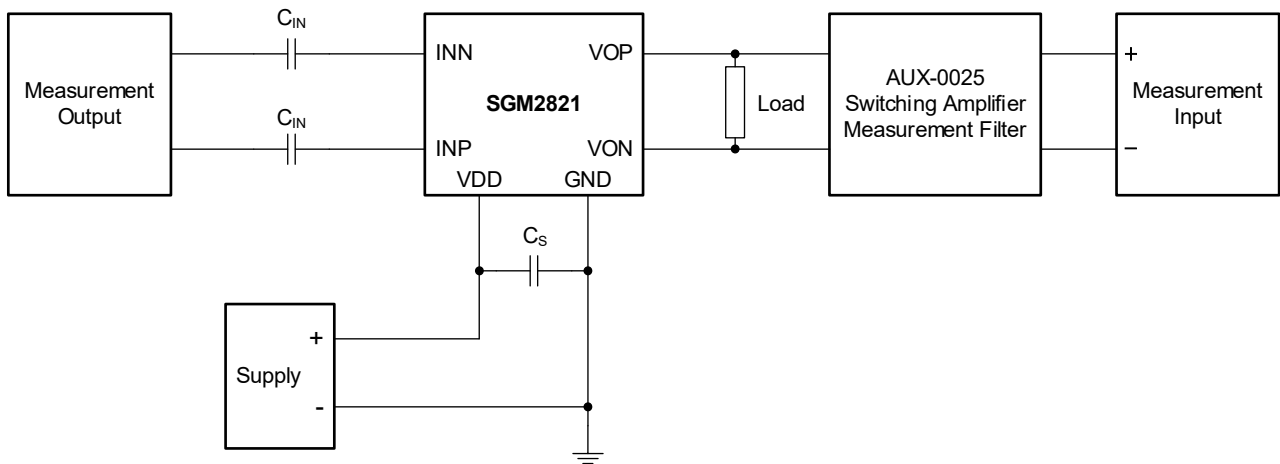 Measurement
Output
C_IN
C_IN
INN
INP
SGM2821
VOP
VON
VDD
GND
Load
AUX-0025
Switching Amplifier
Measurement Filter
+
−
Measurement
Input
C_S
Supply
+
-